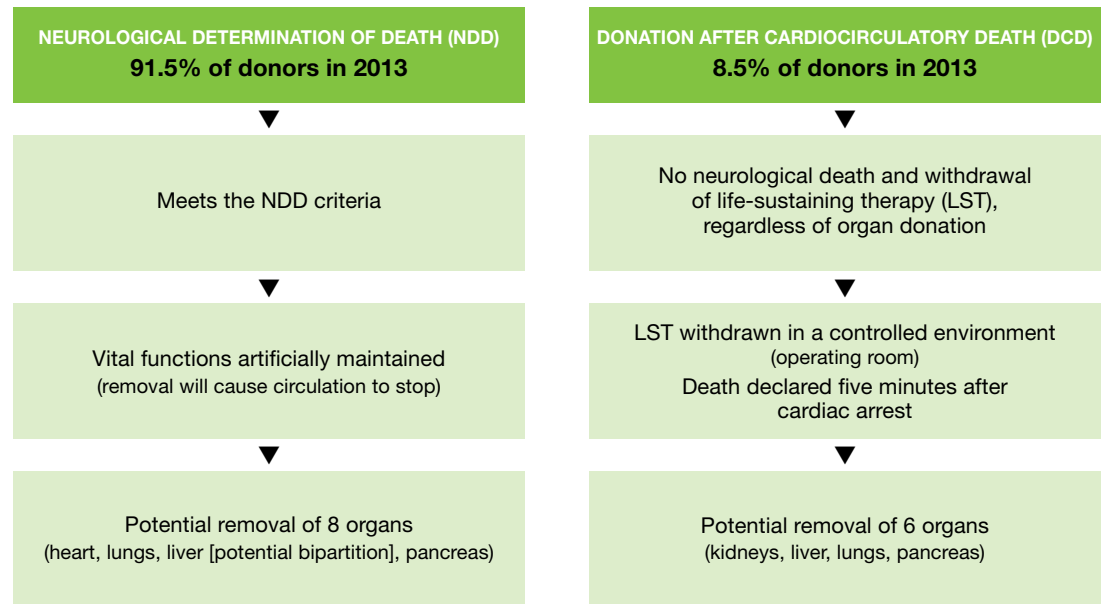 NEUROLOGICAL DETERMINATION OF DEATH (NDD)
91.5% of donors in 2013
Meets the NDD criteria
Vital functions artificially maintained
(removal will cause circulation to stop)
Potential removal of 8 organs
(heart, lungs, liver [potential bipartition], pancreas)
DONATION AFTER CARDIOCIRCULATORY DEATH (DCD)
8.5% of donors in 2013
No neurological death and withdrawal
of life-sustaining therapy (LST),
regardless of organ donation
LST withdrawn in a controlled environment
(operating room)
Death declared five minutes after
cardiac arrest
Potential removal of 6 organs
(kidneys, liver, lungs, pancreas)